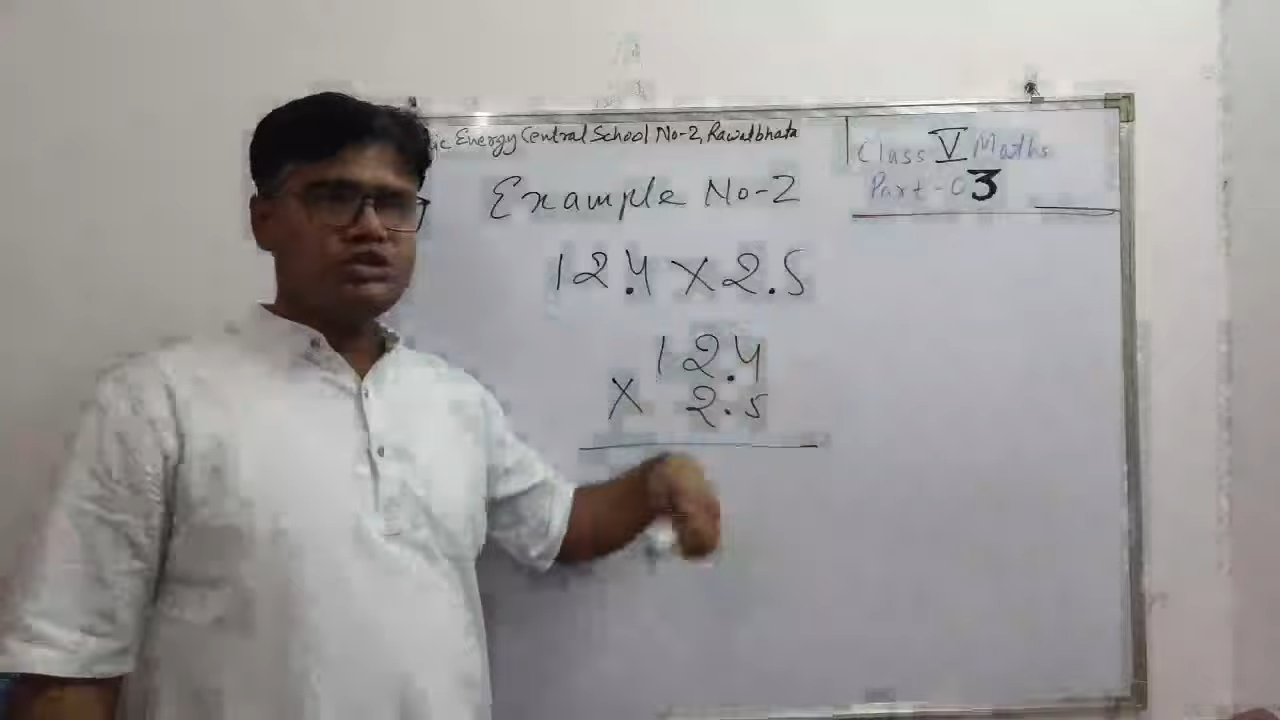 Energy Central School No-2, Rawatbhata
Class V Maths
Part-03
Example No-2
12.4 X 2.5
12.4
X 2.5